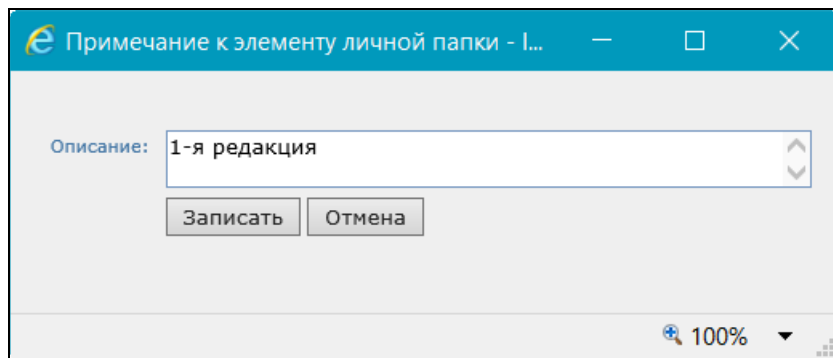 Примечание к элементу личной папки - I...
Описание:
1-я редакция
Записать Отмена
100%